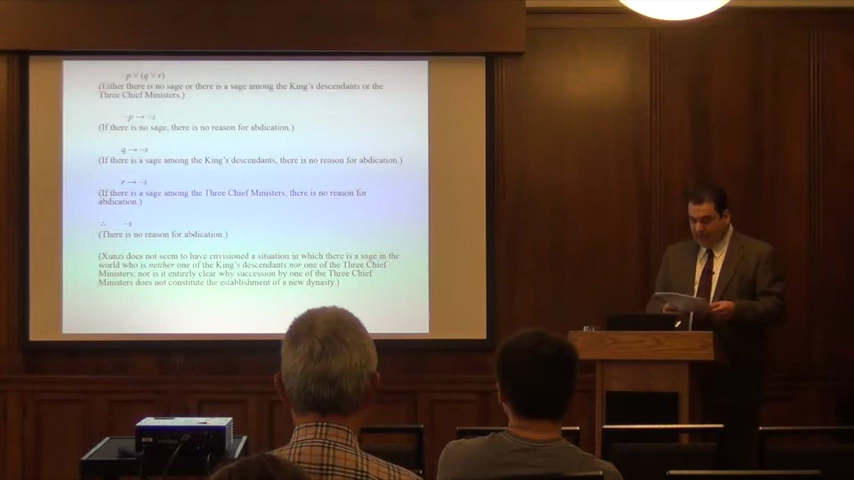 ¬p ∨ (q ∨ r)
(Either there is no sage or there is a sage among the King's descendants or the
Three Chief Ministers.)
¬p → ¬s
(If there is no sage, there is no reason for abdication.)
q → ¬s
(If there is a sage among the King's descendants, there is no reason for abdication.)
r → ¬s
(If there is a sage among the Three Chief Ministers, there is no reason for
abdication.)
∴ ¬s
(There is no reason for abdication.)
(Xunzi does not seem to have envisioned a situation in which there is a sage in the
world who is neither one of the King's descendants nor one of the Three Chief
Ministers; nor is it entirely clear why succession by one of the Three Chief
Ministers does not constitute the establishment of a new dynasty.)